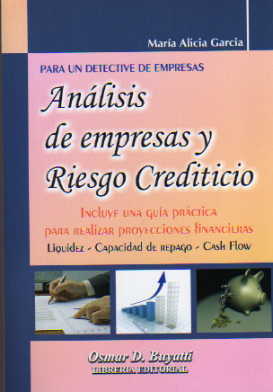 María Alicia García
PARA UN DETECTIVE DE EMPRESAS
Análisis
de empresas y
Riesgo Crediticio
INCLUYE UNA GUÍA PRÁCTICA
PARA REALIZAR PROYECCIONES FINANCIERAS
LIQUIDEZ - CAPACIDAD DE REPAGO - CASH FLOW
Osmar D. Buyatti
LIBRERIA EDITORIAL